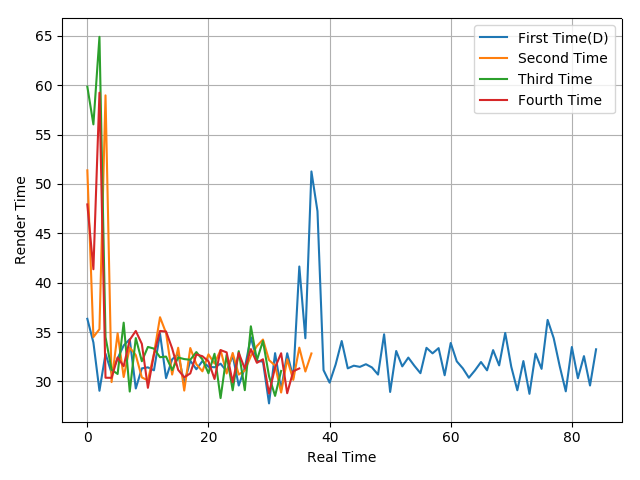 First Time(D)
Second Time
Third Time
Fourth Time
65
60
55
50
45
40
35
30
Render Time
0 20 40 60 80
Real Time